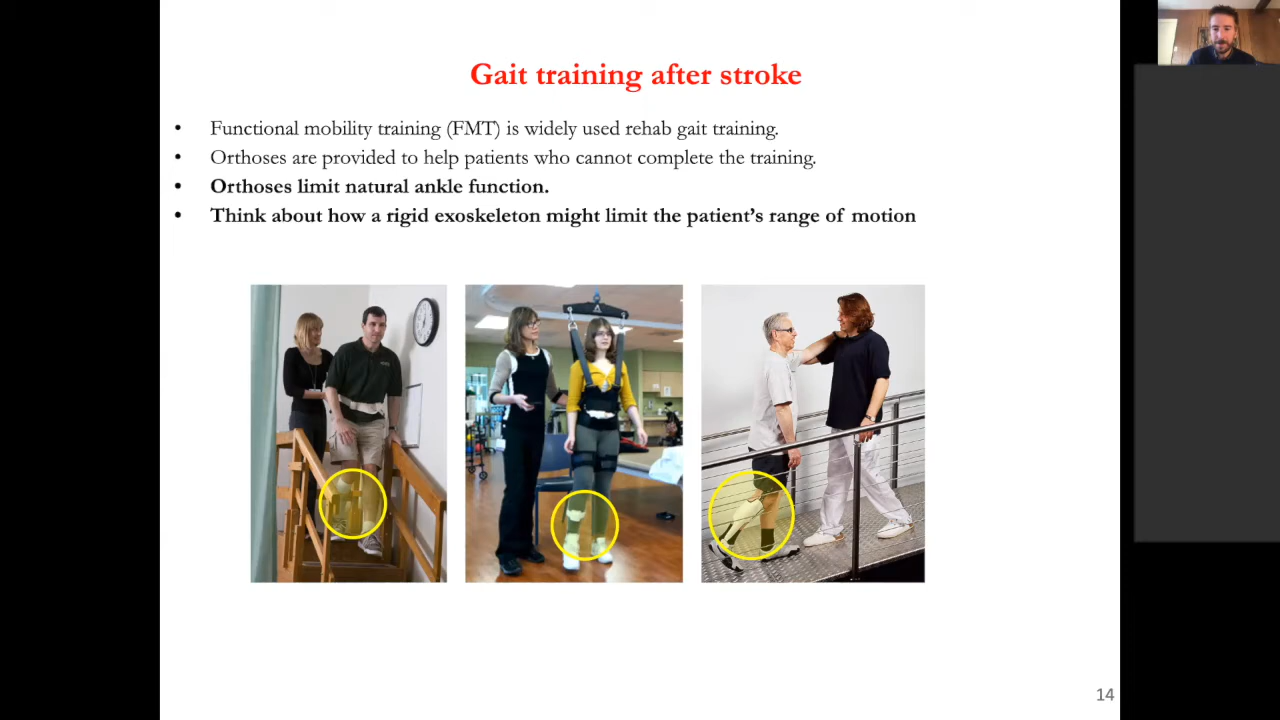 Gait training after stroke
• Functional mobility training (FMT) is widely used rehab gait training.
• Orthoses are provided to help patients who cannot complete the training.
• Orthoses limit natural ankle function.
• Think about how a rigid exoskeleton might limit the patient’s range of motion
14